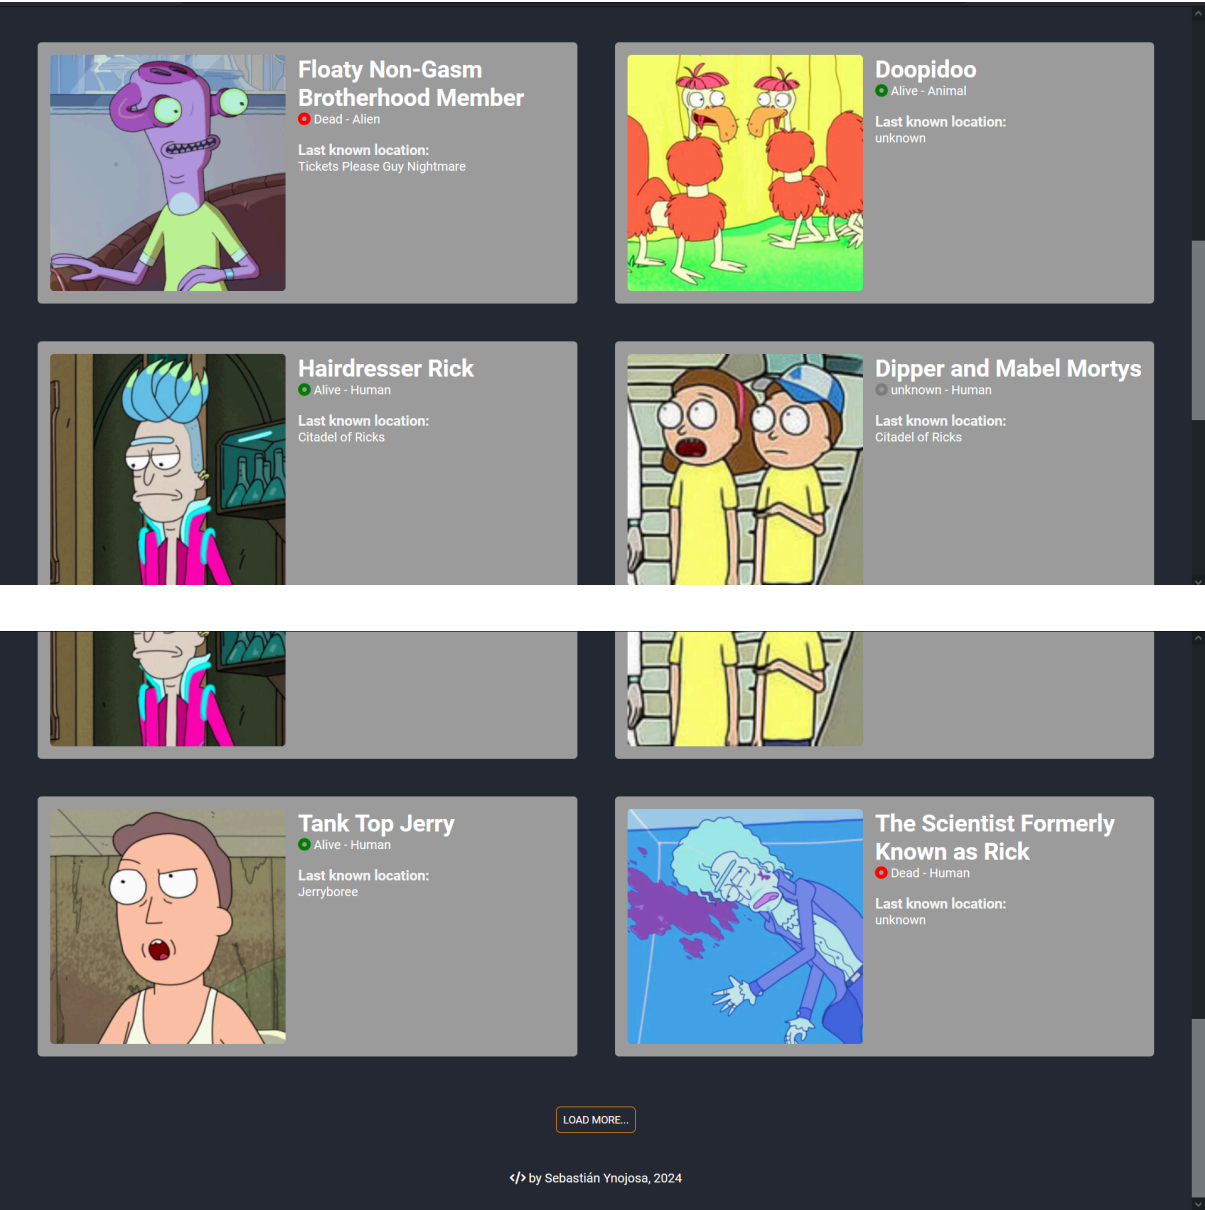 Floaty Non-Gasm
Brotherhood Member
Dead - Alien
Last known location:
Tickets Please Guy Nightmare
Doopidoo
Alive - Animal
Last known location:
unknown
Hairdresser Rick
Alive - Human
Last known location:
Citadel of Ricks
Dipper and Mabel Mortys
unknown - Human
Last known location:
Citadel of Ricks
Tank Top Jerry
Alive - Human
Last known location:
Jerryboree
The Scientist Formerly
Known as Rick
Dead - Human
Last known location:
unknown
LOAD MORE...
</> by Sebastián Ynojosa, 2024